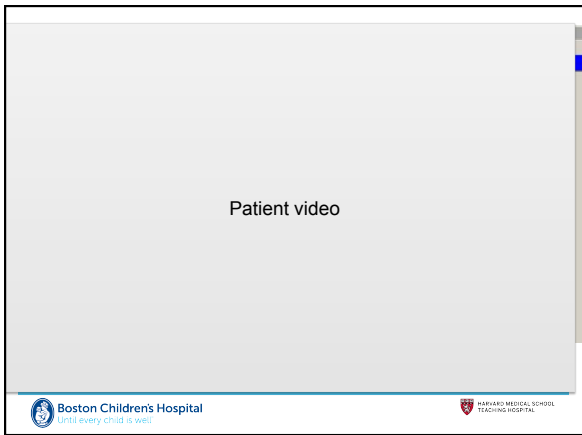 Patient video
Boston Children's Hospital
Until every child is well
HARVARD MEDICAL SCHOOL
TEACHING HOSPITAL